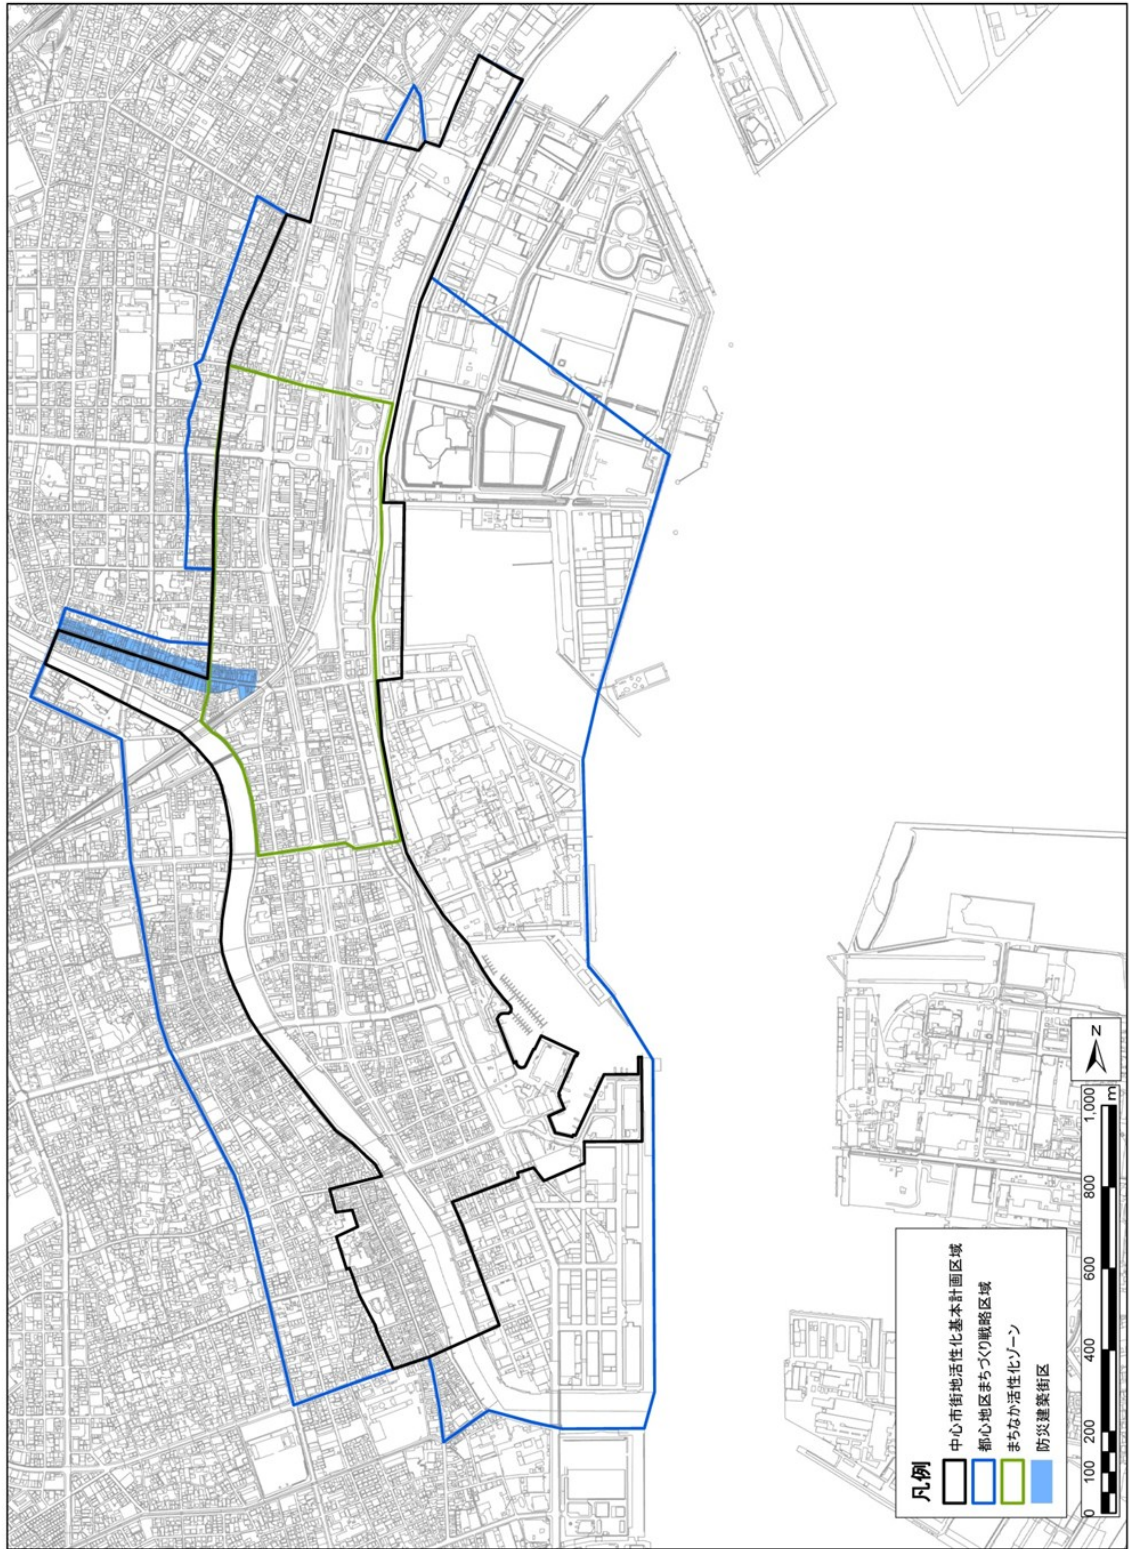 凡例
中心市街地活性化基本計画区域
都心地区まちづくり戦略区域
まちなか活性化ゾーン
防災建築街区
0 100 200 400 600 800 1,000
m
N